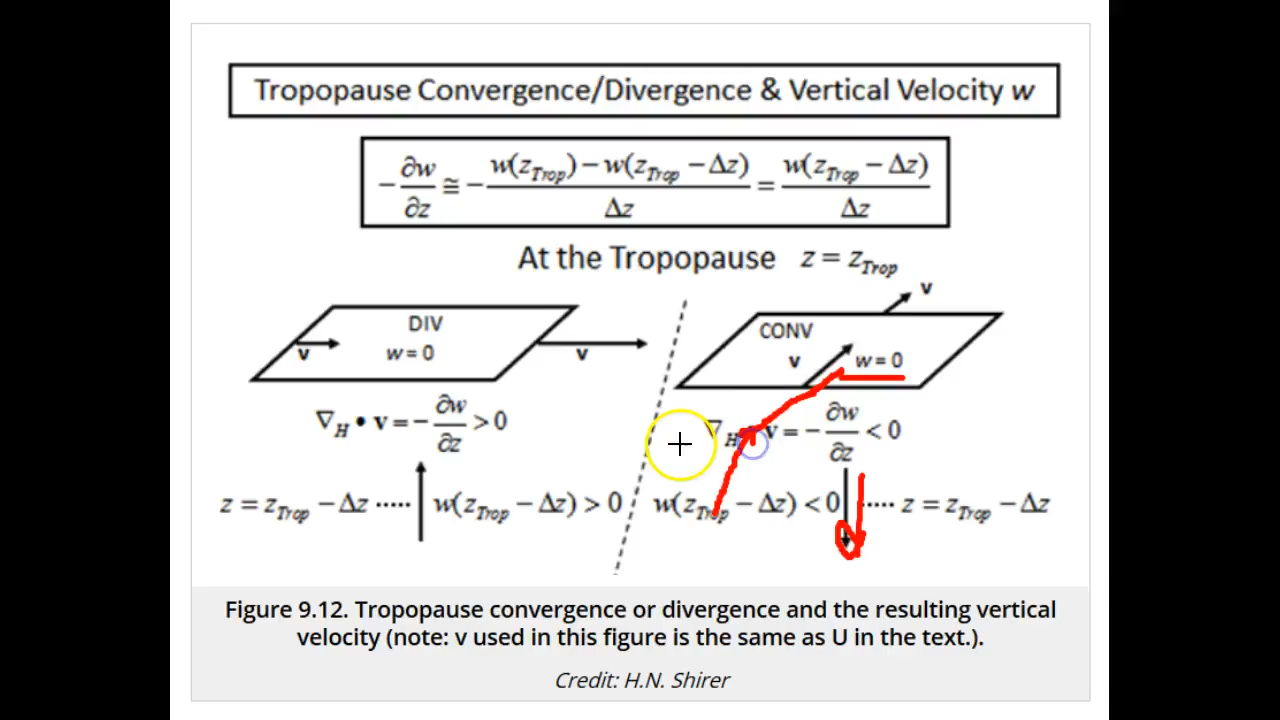 Tropopause Convergence/Divergence & Vertical Velocity w
-∂w/∂z ≅ -(w(z_Trop) - w(z_Trop - Δz))/Δz = w(z_Trop - Δz)/Δz
At the Tropopause z = z_Trop
DIV
w = 0
v
v
∇_H • v = -∂w/∂z > 0
z = z_Trop - Δz ..... w(z_Trop - Δz) > 0
v
CONV
v
w = 0
∇_H • v = -∂w/∂z < 0
w(z_Trop - Δz) < 0 ..... z = z_Trop - Δz
Figure 9.12. Tropopause convergence or divergence and the resulting vertical
velocity (note: v used in this figure is the same as U in the text.).
Credit: H.N. Shirer